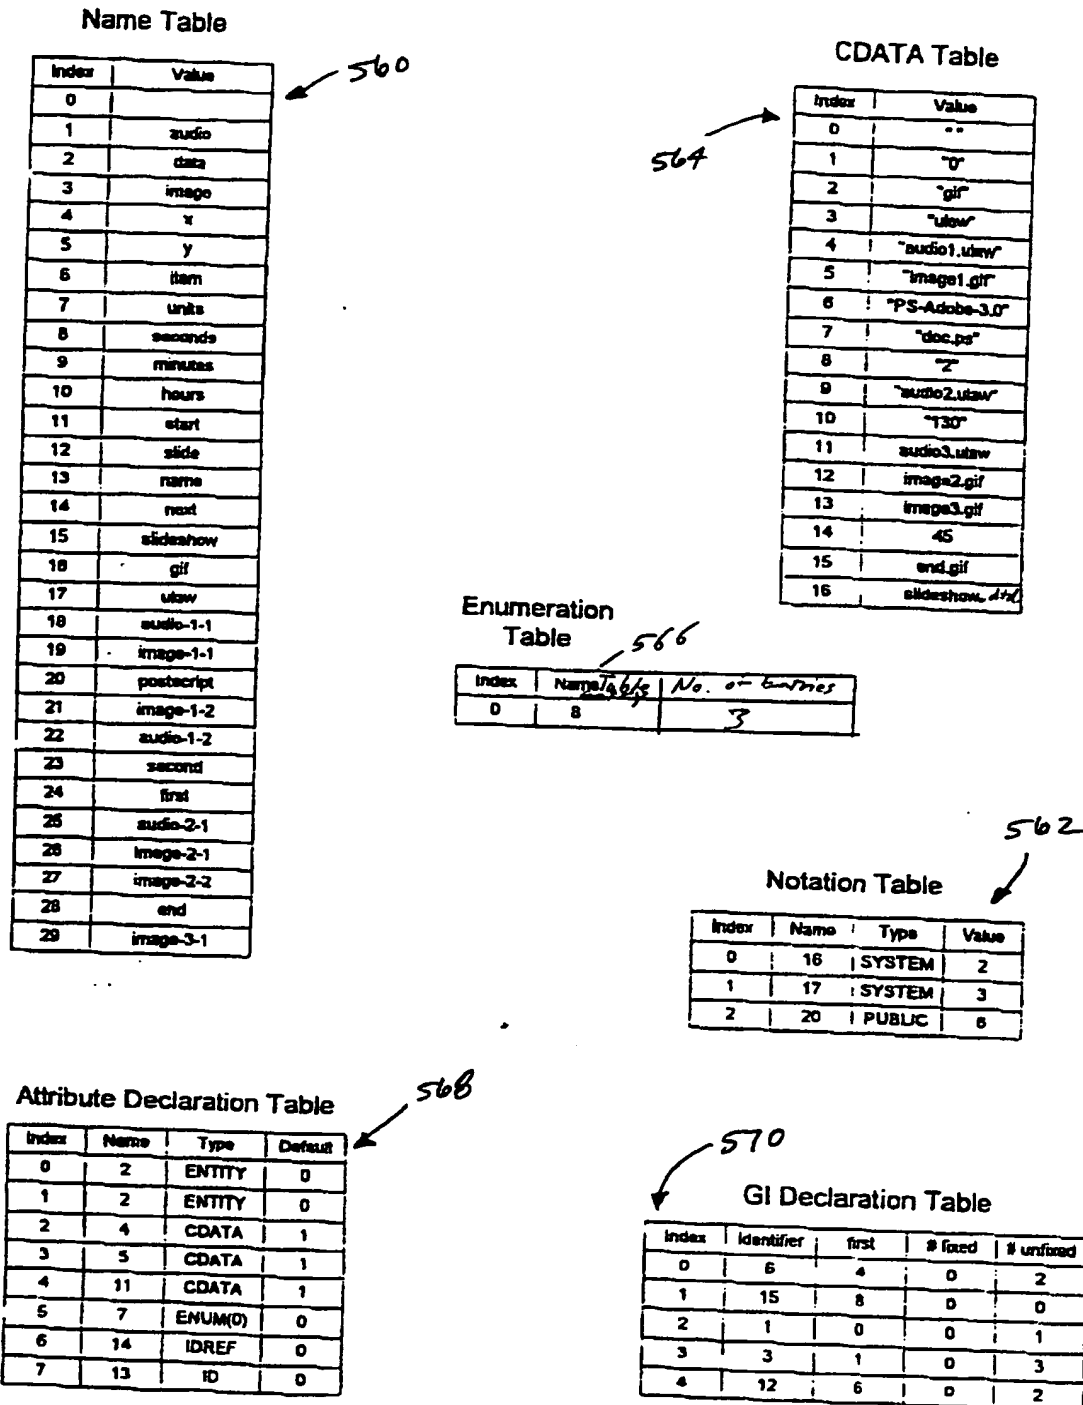 Name Table
560
Index Value
0
1 audio
2 data
3 image
4 x
5 y
6 item
7 units
8 seconds
9 minutes
10 hours
11 start
12 slide
13 name
14 next
15 slideshow
16 gif
17 ulaw
18 audio-1-1
19 image-1-1
20 postscript
21 image-1-2
22 audio-1-2
23 second
24 first
25 audio-2-1
26 image-2-1
27 image-2-2
28 end
29 image-3-1
CDATA Table
564
Index Value
0 ""
1 "0"
2 "gif"
3 "ulaw"
4 "audio1.ulaw"
5 "image1.gif"
6 "PS-Adobe-3.0"
7 "doc.ps"
8 "2"
9 "audio2.ulaw"
10 "130"
11 audio3.ulaw
12 image2.gif
13 image3.gif
14 45
15 end.gif
16 slideshow.dtd
Enumeration
Table
566
Index Name Table No. of Entries
0 8 3
562
Notation Table
Index Name Type Value
0 16 SYSTEM 2
1 17 SYSTEM 3
2 20 PUBLIC 6
Attribute Declaration Table
568
Index Name Type Default
0 2 ENTITY 0
1 2 ENTITY 0
2 4 CDATA 1
3 5 CDATA 1
4 11 CDATA 1
5 7 ENUM(0) 0
6 14 IDREF 0
7 13 ID 0
570
GI Declaration Table
Index Identifier first # fixed # unfixed
0 6 4 0 2
1 15 8 0 0
2 1 0 0 1
3 3 1 0 3
4 12 6 0 2